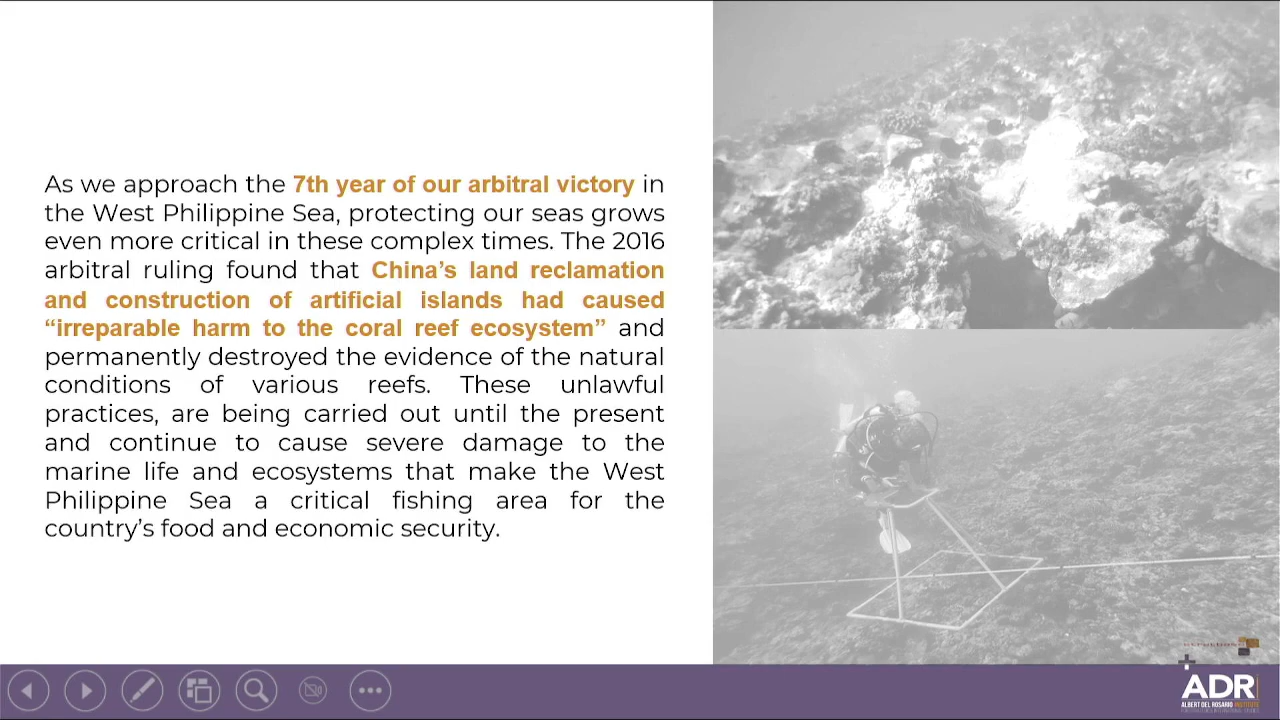 As we approach the 7th year of our arbitral victory in
the West Philippine Sea, protecting our seas grows
even more critical in these complex times. The 2016
arbitral ruling found that China’s land reclamation
and construction of artificial islands had caused
“irreparable harm to the coral reef ecosystem” and
permanently destroyed the evidence of the natural
conditions of various reefs. These unlawful
practices, are being carried out until the present
and continue to cause severe damage to the
marine life and ecosystems that make the West
Philippine Sea a critical fishing area for the
country’s food and economic security.
ADR
ALBERT DEL ROSARIO INSTITUTE